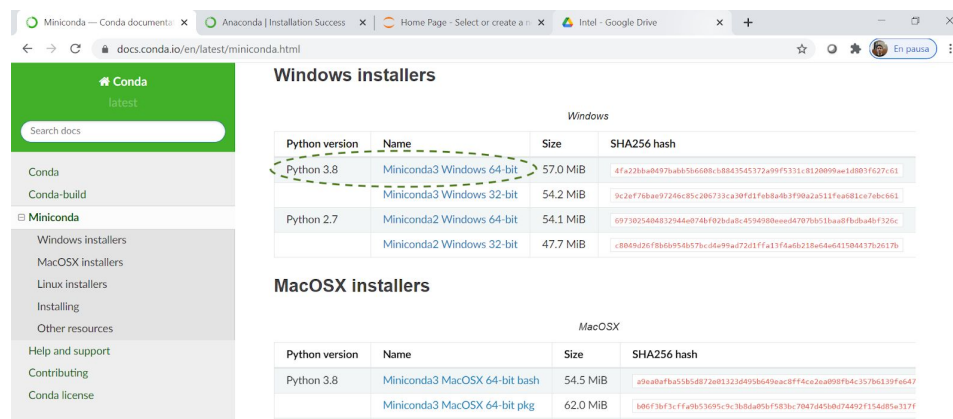 Miniconda — Conda documenta
Anaconda | Installation Success
Home Page - Select or create a n
Intel - Google Drive
docs.conda.io/en/latest/miniconda.html
En pausa
Conda
latest
Search docs
Conda
Conda-build
Miniconda
Windows installers
MacOSX installers
Linux installers
Installing
Other resources
Help and support
Contributing
Conda license
Windows installers
Windows
Python version Name Size SHA256 hash
Python 3.8 Miniconda3 Windows 64-bit 57.0 MiB
Miniconda3 Windows 32-bit 54.2 MiB
Python 2.7 Miniconda2 Windows 64-bit 54.1 MiB
Miniconda2 Windows 32-bit 47.7 MiB
MacOSX installers
MacOSX
Python version Name Size SHA256 hash
Python 3.8 Miniconda3 MacOSX 64-bit bash 54.5 MiB
Miniconda3 MacOSX 64-bit pkg 62.0 MiB